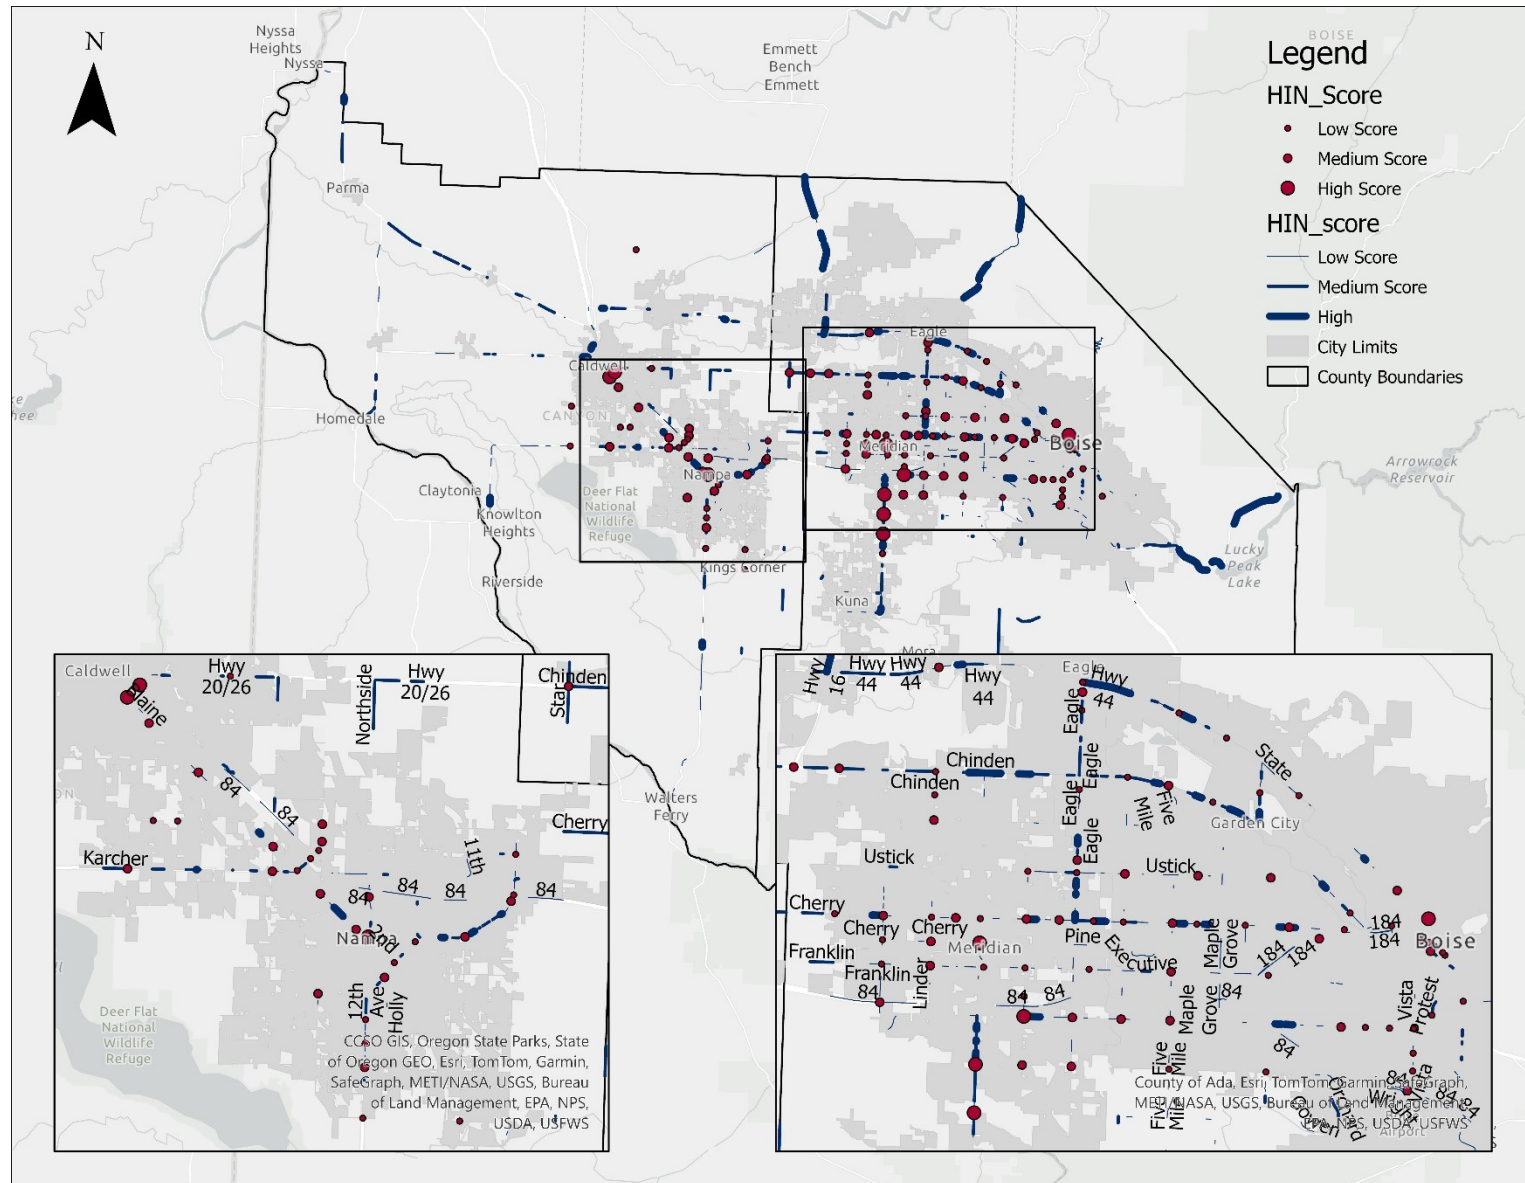 N
Nyssa
Heights
Nyssa
Emmett
Bench
Emmett
BOISE
Legend
HIN_Score
Low Score
Medium Score
High Score
HIN_score
Low Score
Medium Score
High
City Limits
County Boundaries
Parma
Eagle
Caldwell
CANYON
Homedale
Meridian
Boise
Nampa
Claytonia
Knowlton
Heights
Deer Flat
National
Wildlife
Refuge
Arrowrock
Reservoir
Lucky
Peak
Lake
Kings Corner
Riverside
Kuna
Mora
Walters
Ferry
Caldwell
Hwy
20/26
Northside
Hwy
20/26
Chinden
Star
Blaine
84
84
Cherry
Karcher
11th
84
84
84
84
Nampa
2nd
12th
Ave
Holly
Deer Flat
National
Wildlife
Refuge
CCSO GIS, Oregon State Parks, State
of Oregon GEO, Esri, TomTom, Garmin,
SafeGraph, METI/NASA, USGS, Bureau
of Land Management, EPA, NPS,
USDA, USFWS
Hwy
16
Hwy
44
Hwy
44
Hwy
44
Eagle
Hwy
44
Eagle
Chinden
Chinden
Eagle
Eagle
State
Five
Mile
Garden City
Eagle
Ustick
Ustick
Cherry
Cherry
Cherry
Meridian
Pine
Executive
Maple
Grove
184
184
184
184
Boise
Franklin
Franklin
Linder
84
84
84
84
Maple
Grove
Vista
Protest
84
Five
Mile
Five
Mile
Orchard
Gowen
Wright
Vista
84
84
84
Airport
County of Ada, Esri, TomTom, Garmin, SafeGraph,
METI/NASA, USGS, Bureau of Land Management,
EPA, NPS, USDA, USFWS